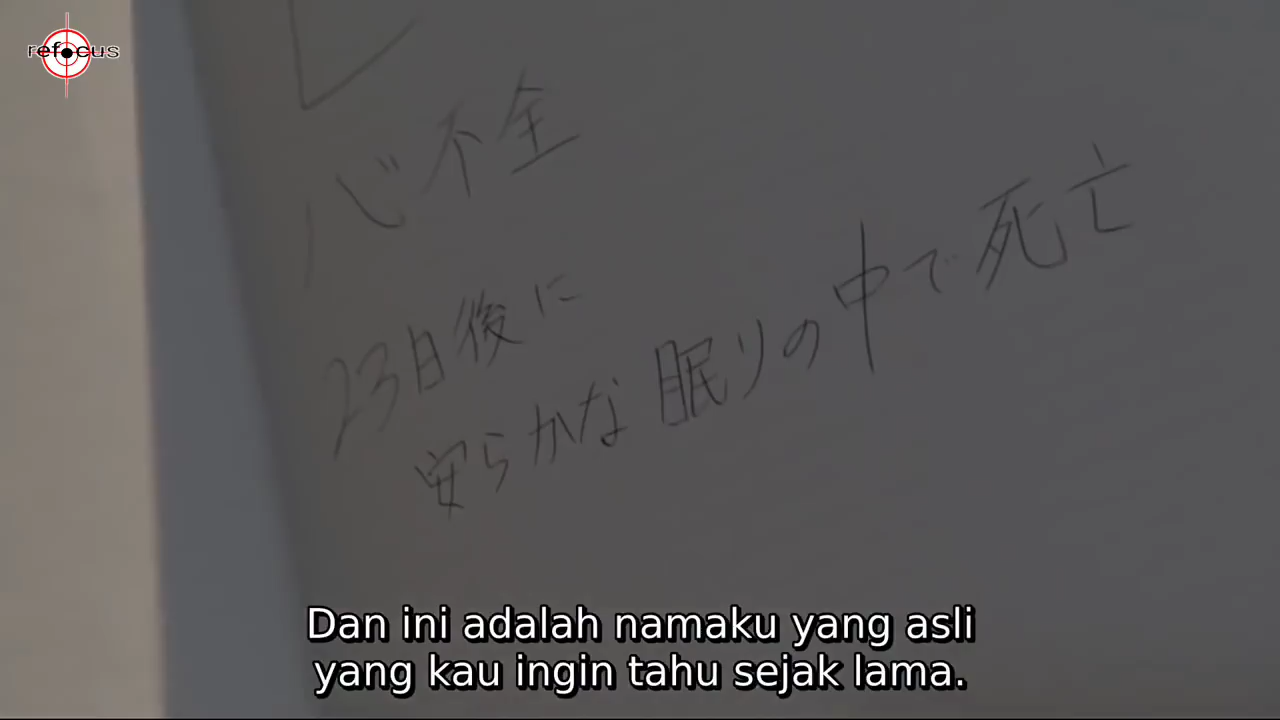 refocus
心不全
23日後に
安らかな眠りの中で死亡
Dan ini adalah namaku yang asli
yang kau ingin tahu sejak lama.